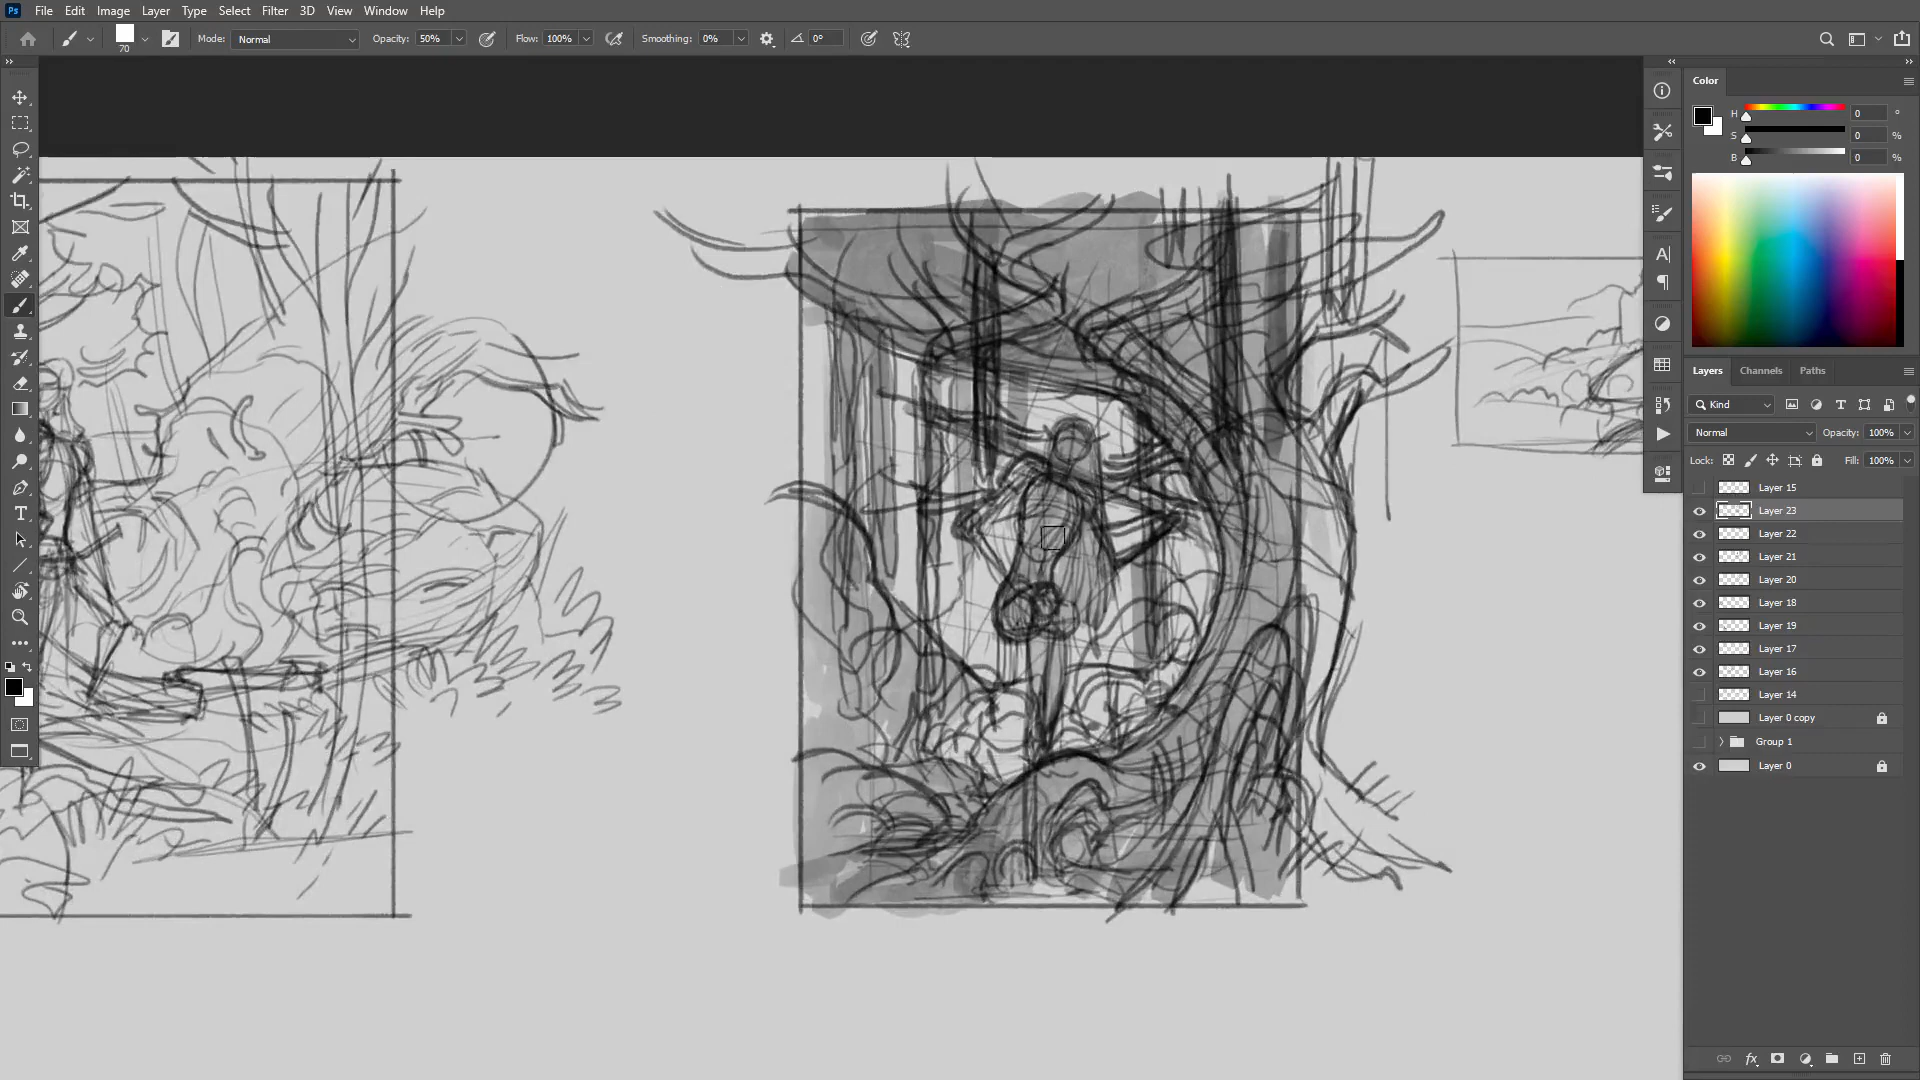 Ps File Edit Image Layer Type Select Filter 3D View Window Help
70 Mode: Normal Opacity: 50% Flow: 100% Smoothing: 0% 0°
Color
H 0 °
S 0 %
B 0 %
Layers Channels Paths
Kind
Normal Opacity: 100%
Lock: Fill: 100%
Layer 15
Layer 23
Layer 22
Layer 21
Layer 20
Layer 18
Layer 19
Layer 17
Layer 16
Layer 14
Layer 0 copy
Group 1
Layer 0